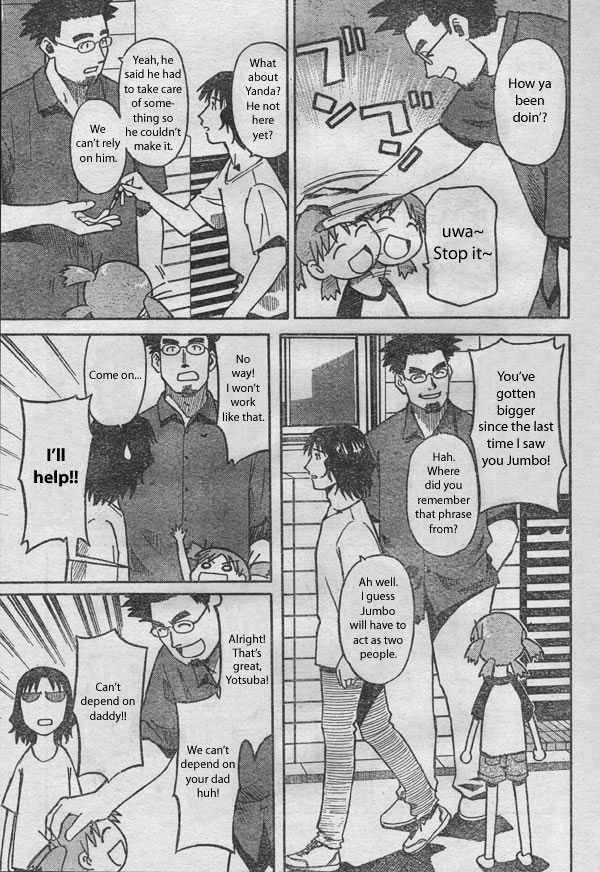 How ya
been
doin'?
uwa~
Stop it~
What
about
Yanda?
He not
here
yet?
Yeah, he
said he had
to take care
of some-
thing so
he couldn't
make it.
We
can't rely
on him.
You've
gotten
bigger
since the last
time I saw
you Jumbo!
Hah.
Where
did you
remember
that phrase
from?
Ah well.
I guess
Jumbo
will have to
act as two
people.
No
way!
I won't
work
like that.
Come on...
I'll
help!!
Alright!
That's
great,
Yotsuba!
We can't
depend on
your dad
huh!
Can't
depend on
daddy!!